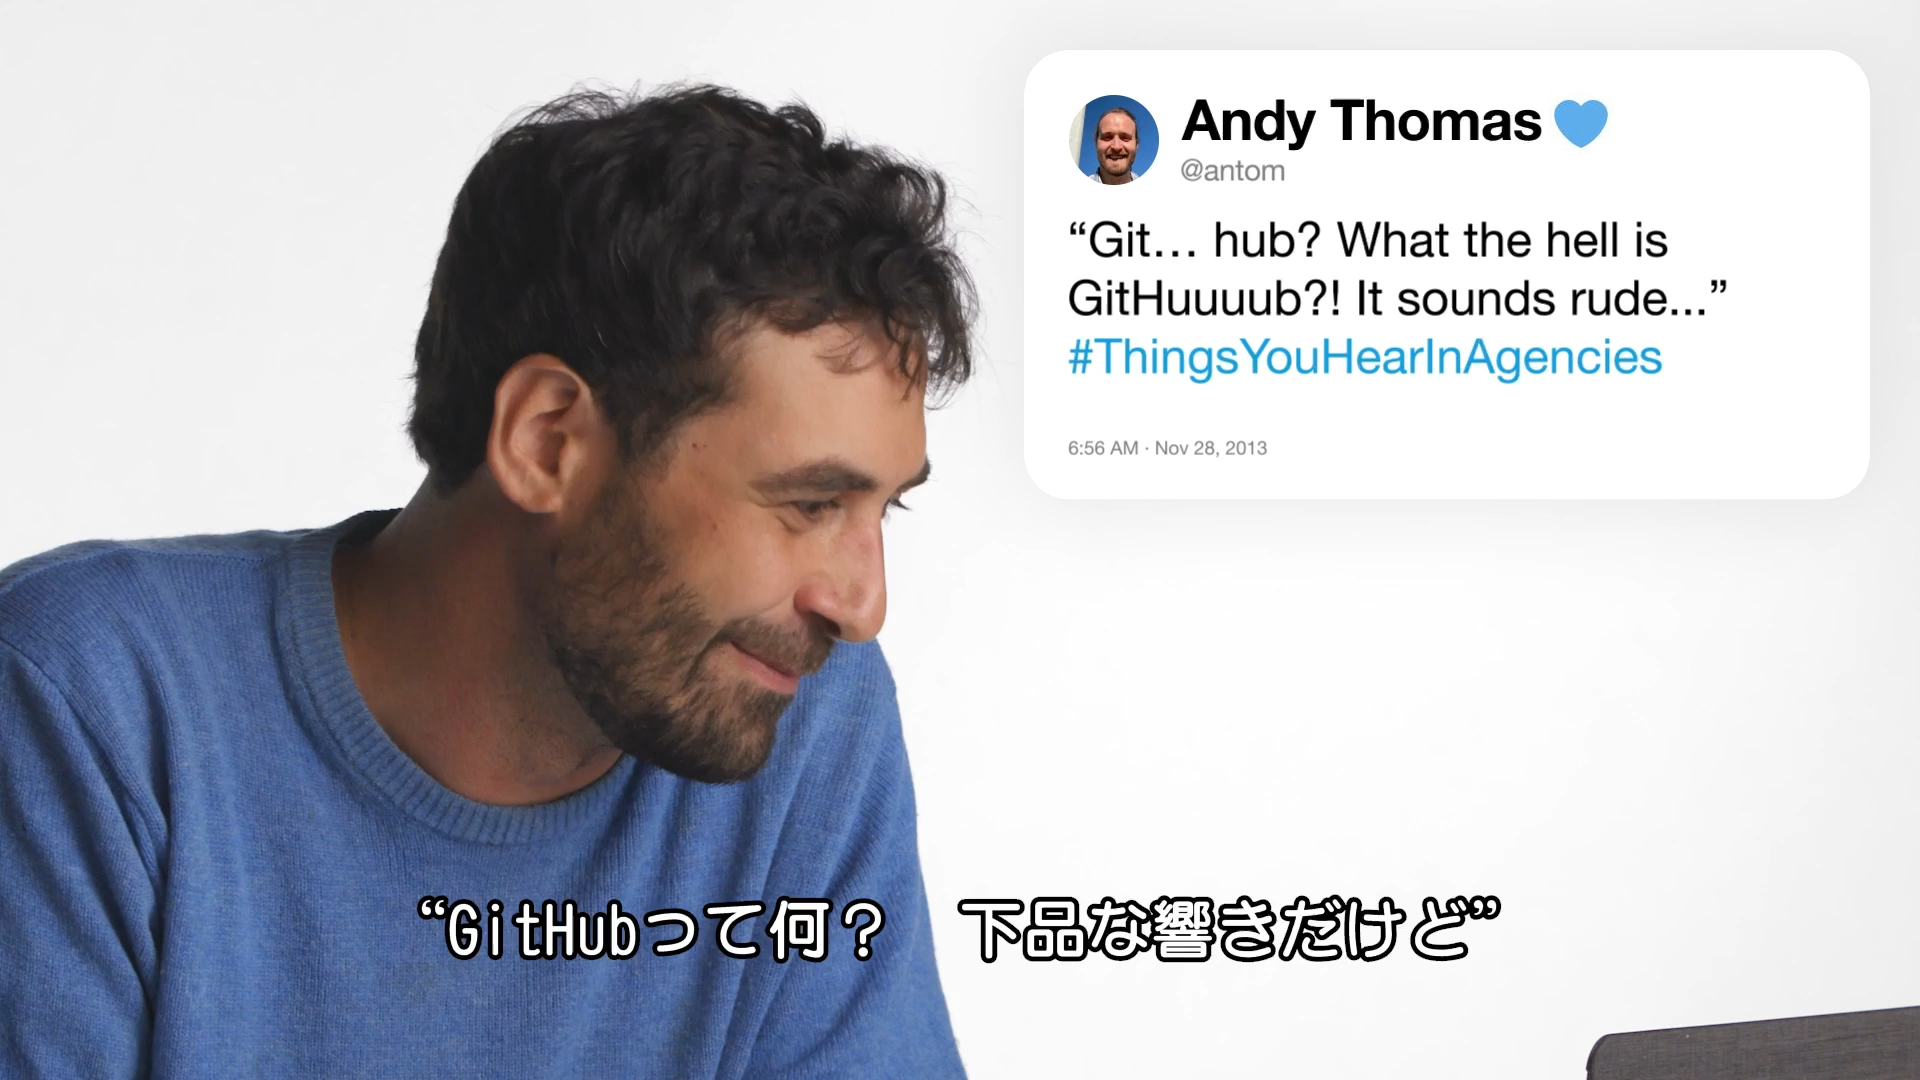 Andy Thomas 💙
@antom
“Git… hub? What the hell is
GitHuuuub?! It sounds rude...”
#ThingsYouHearInAgencies
6:56 AM · Nov 28, 2013
“GitHubって何？　下品な響きだけど”